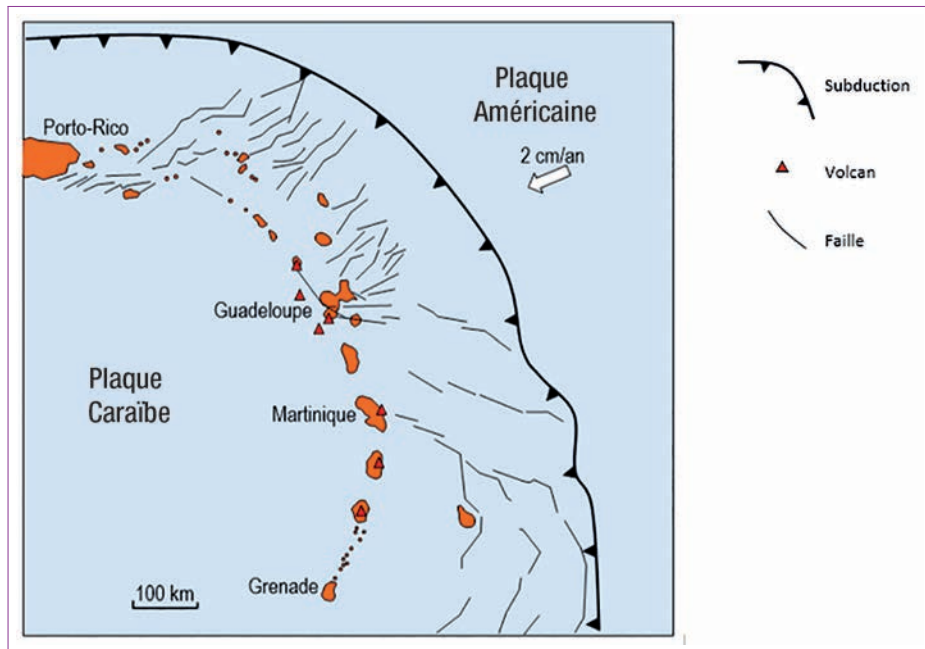 Plaque
Américaine
2 cm/an
Porto-Rico
Guadeloupe
Plaque
Caraïbe
Martinique
Grenade
100 km
Subduction
Volcan
Faille